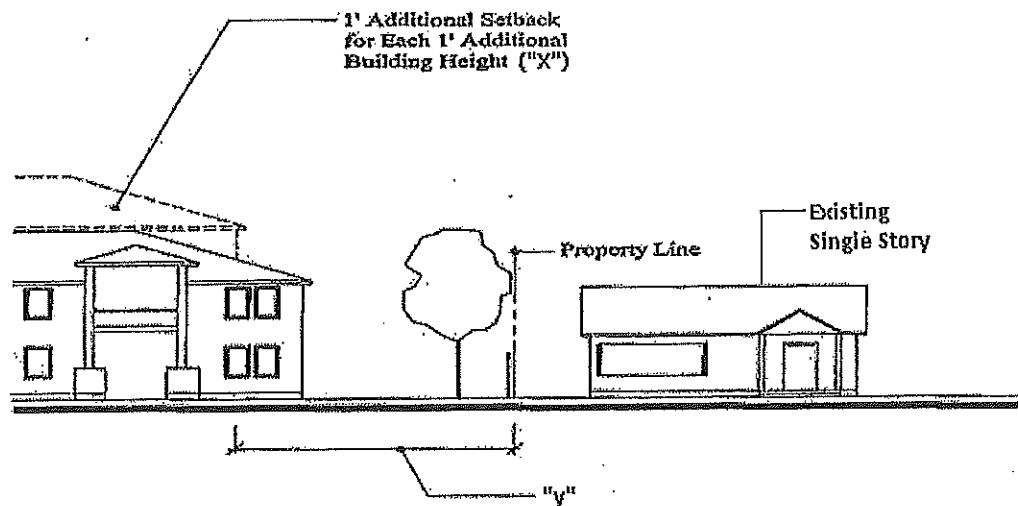 1' Additional Setback
for Each 1' Additional
Building Height ("X")
Existing
Single Story
Property Line
"y"